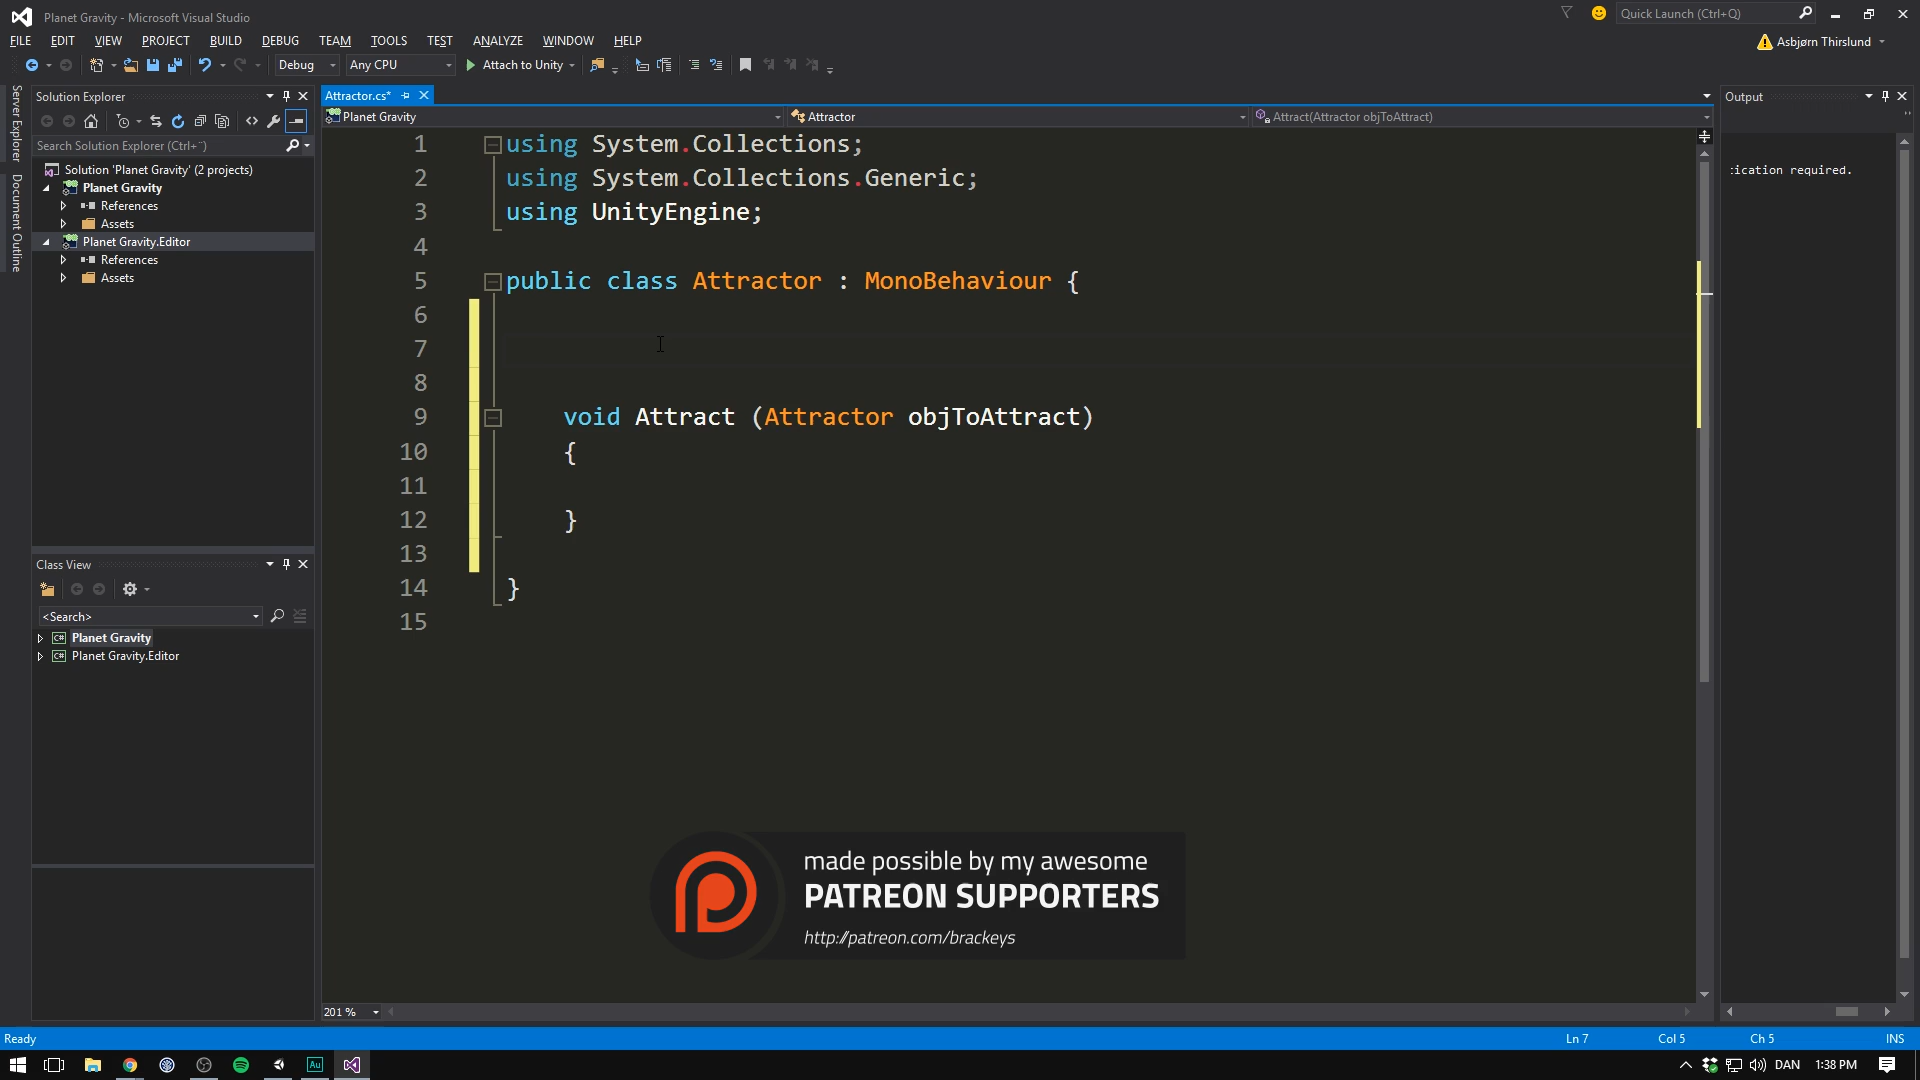 Planet Gravity - Microsoft Visual Studio
Quick Launch (Ctrl+Q)
FILE EDIT VIEW PROJECT BUILD DEBUG TEAM TOOLS TEST ANALYZE WINDOW HELP
Asbjørn Thirslund
Debug Any CPU Attach to Unity
Server Explorer
Document Outline
Solution Explorer
Search Solution Explorer (Ctrl+¨)
Solution 'Planet Gravity' (2 projects)
Planet Gravity
References
Assets
Planet Gravity.Editor
References
Assets
Class View
<Search>
Planet Gravity
Planet Gravity.Editor
Attractor.cs*
Planet Gravity Attractor Attract(Attractor objToAttract)
1 using System.Collections;
2 using System.Collections.Generic;
3 using UnityEngine;
4
5 public class Attractor : MonoBehaviour {
6
7
8
9 void Attract (Attractor objToAttract)
10 {
11
12 }
13
14 }
15
made possible by my awesome
PATREON SUPPORTERS
http://patreon.com/brackeys
201 %
Output
:ication required.
Ready Ln 7 Col 5 Ch 5 INS
Au
DAN 1:38 PM